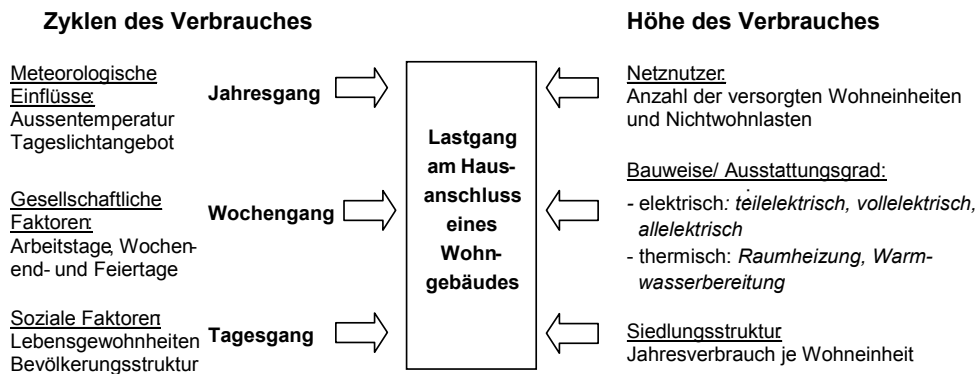 Zyklen des Verbrauches
Meteorologische
Einflüsse:
Aussentemperatur
Tageslichtangebot
Jahresgang
Gesellschaftliche
Faktoren:
Arbeitstage, Wochen-
end- und Feiertage
Wochengang
Soziale Faktoren:
Lebensgewohnheiten
Bevölkerungsstruktur
Tagesgang
Lastgang
am Haus-
anschluss
eines
Wohn-
gebäudes
Höhe des Verbrauches
Netznutzer:
Anzahl der versorgten Wohneinheiten
und Nichtwohnlasten
Bauweise/ Ausstattungsgrad:
- elektrisch: teilelektrisch, vollelektrisch,
allelektrisch
- thermisch: Raumheizung, Warm-
wasserbereitung
Siedlungsstruktur:
Jahresverbrauch je Wohneinheit